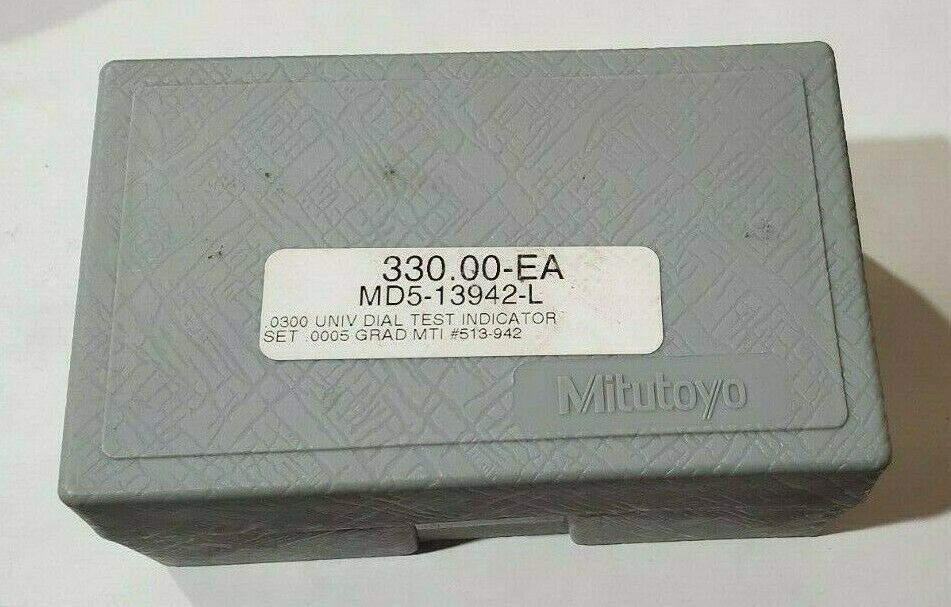 330.00-EA
MD5-13942-L
.0300 UNIV DIAL TEST INDICATOR
SET .0005 GRAD MTI #513-942
Mitutoyo